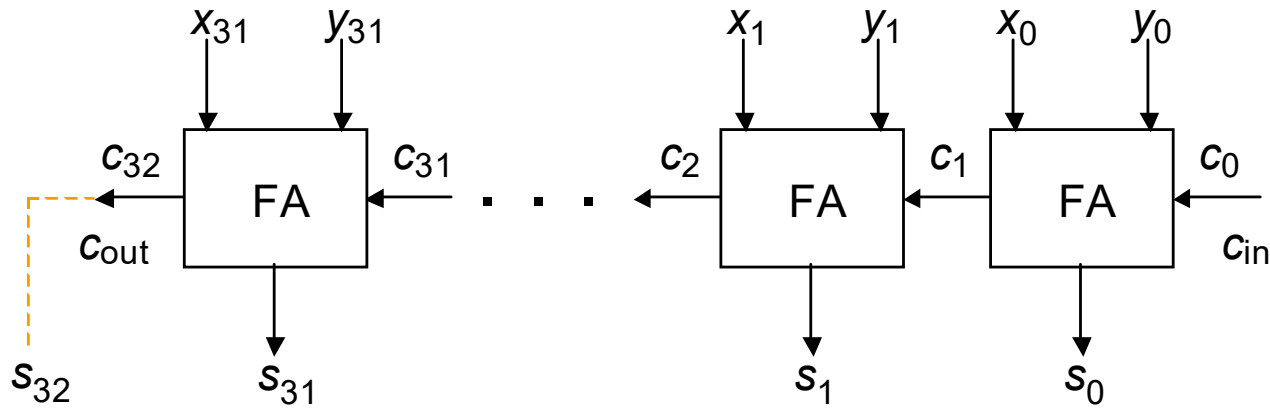 x31 y31 x1 y1 x0 y0
c32 c31 c2 c1 c0
FA FA FA
cout cin
s32 s31 s1 s0